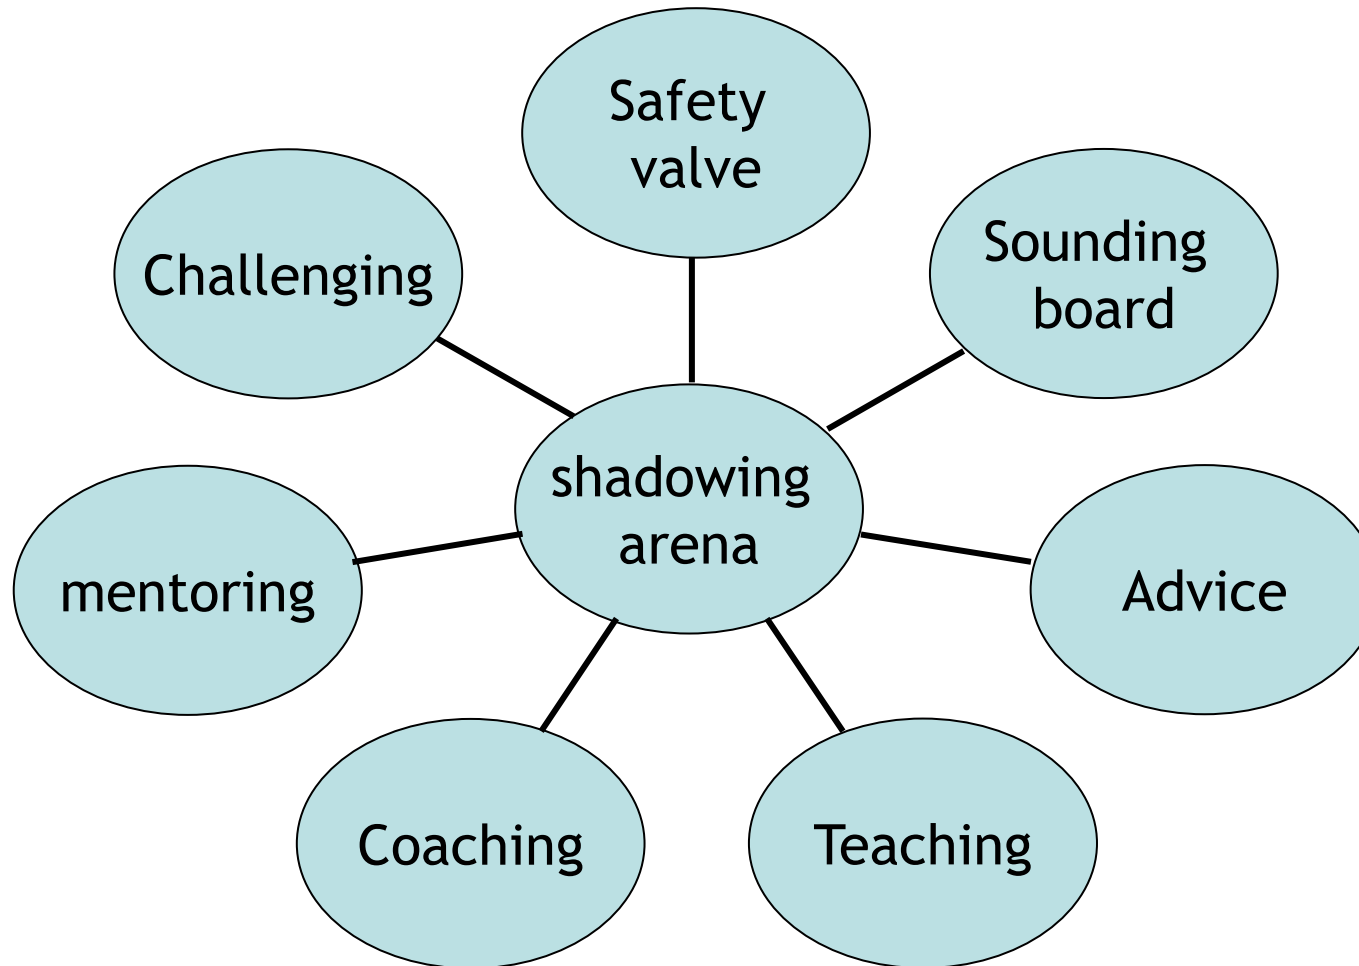 Safety
valve
Challenging
Sounding
board
shadowing
arena
mentoring
Advice
Coaching
Teaching